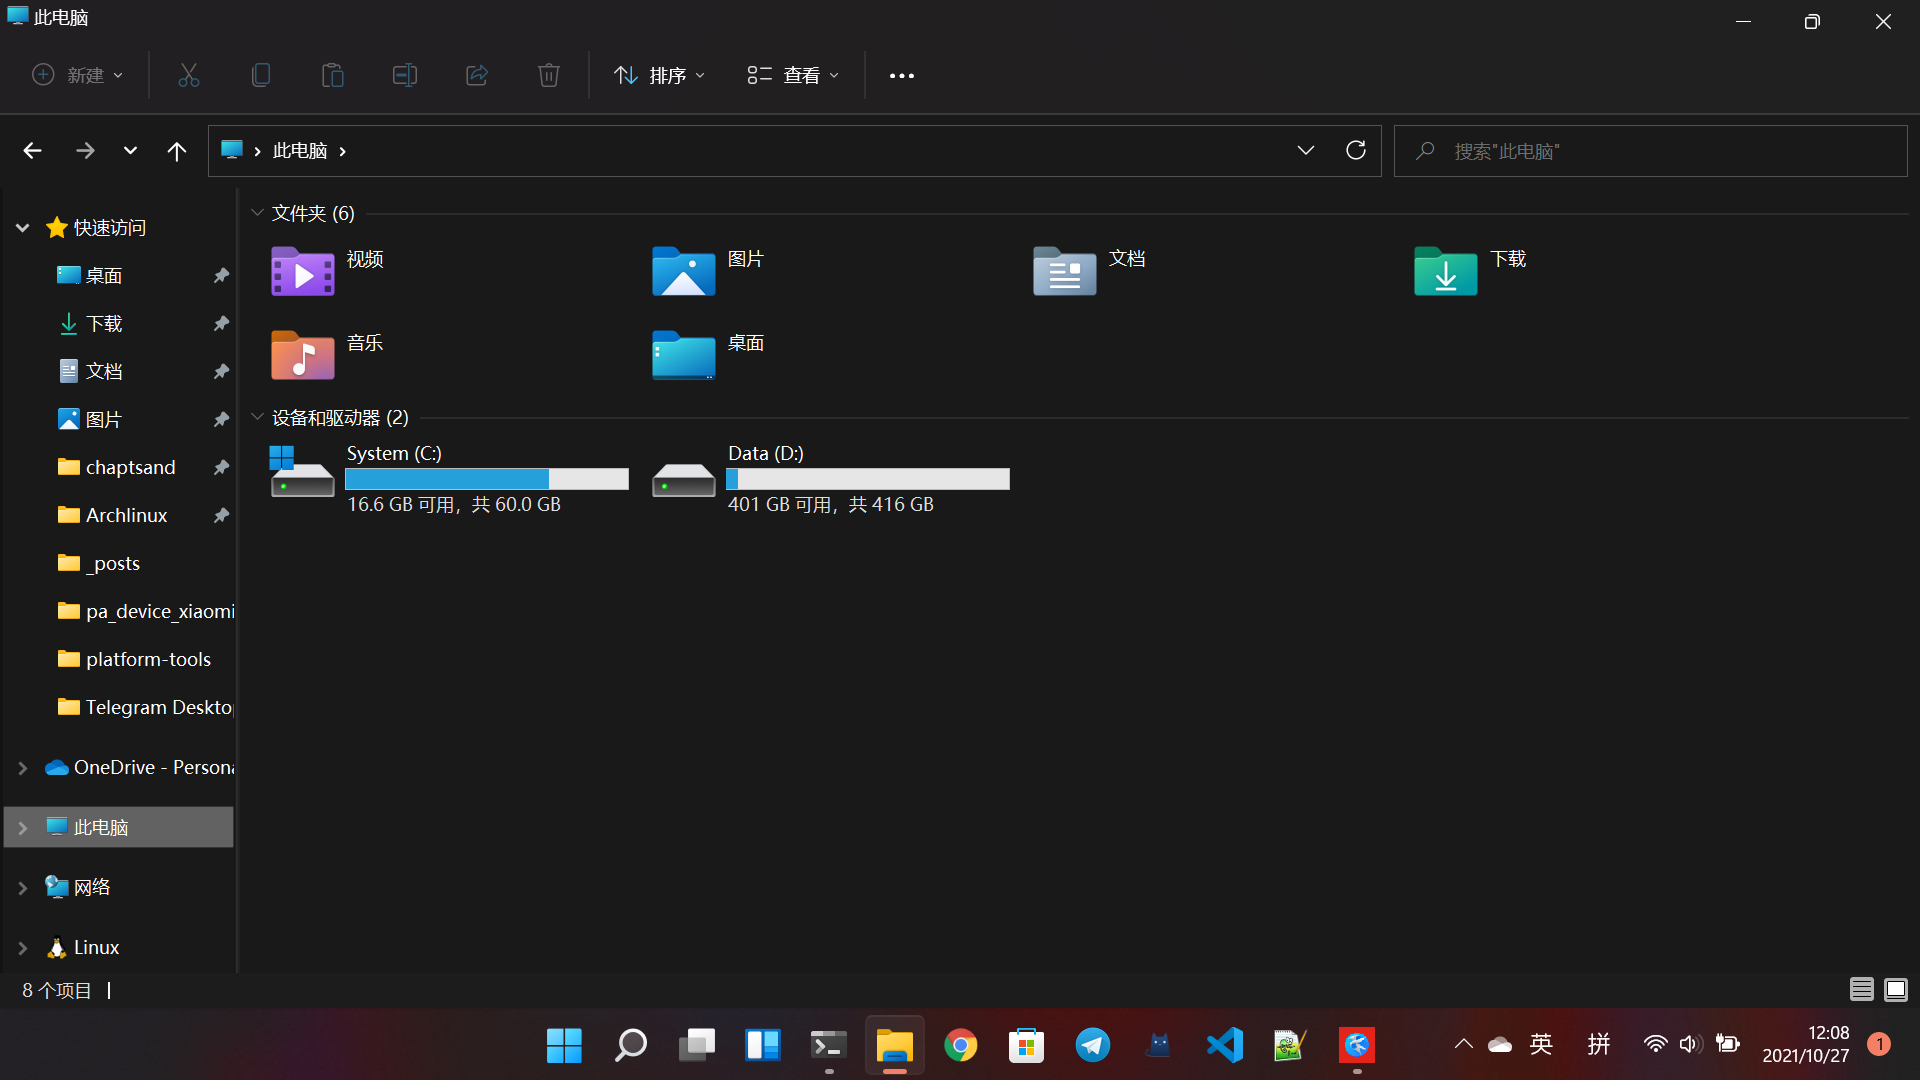 此电脑
新建
排序
查看
此电脑
搜索"此电脑"
快速访问
桌面
下载
文档
图片
chaptsand
Archlinux
_posts
pa_device_xiaomi
platform-tools
Telegram Deskto
OneDrive - Persona
此电脑
网络
Linux
文件夹 (6)
视频
图片
文档
下载
音乐
桌面
设备和驱动器 (2)
System (C:)
16.6 GB 可用，共 60.0 GB
Data (D:)
401 GB 可用，共 416 GB
8 个项目
英
拼
12:08
2021/10/27
1